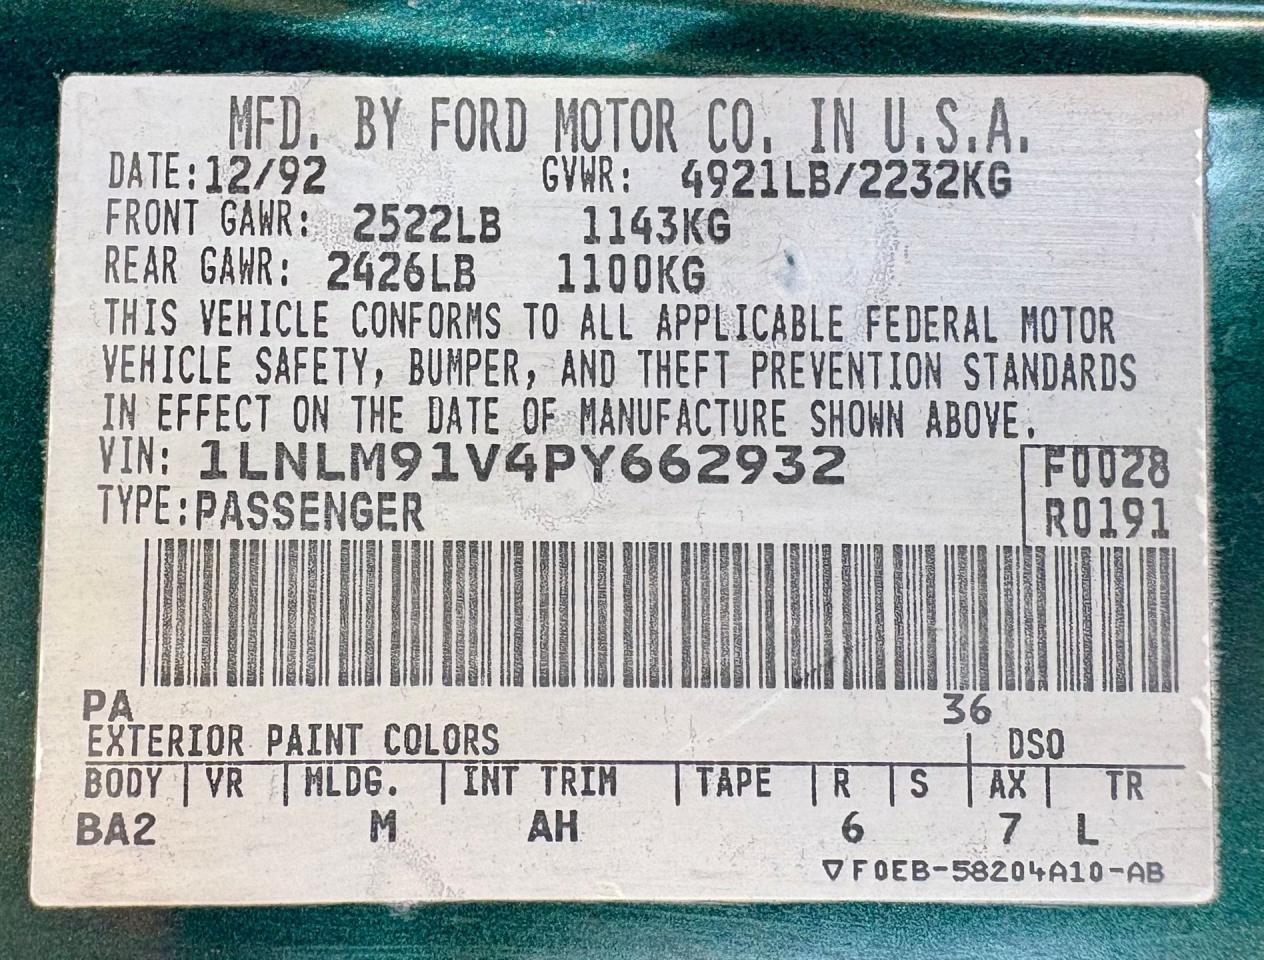 MFD. BY FORD MOTOR CO. IN U.S.A.
DATE: 12/92 GVWR: 4921LB/2232KG
FRONT GAWR: 2522LB 1143KG
REAR GAWR: 2426LB 1100KG
THIS VEHICLE CONFORMS TO ALL APPLICABLE FEDERAL MOTOR
VEHICLE SAFETY, BUMPER, AND THEFT PREVENTION STANDARDS
IN EFFECT ON THE DATE OF MANUFACTURE SHOWN ABOVE.
VIN: 1LNLM91V4PY662932 F0028
TYPE: PASSENGER R0191
PA 36
EXTERIOR PAINT COLORS DSO
BODY VR MLDG. INT TRIM TAPE R S AX TR
BA2 M AH 6 7 L
▽F0EB-58204A10-AB